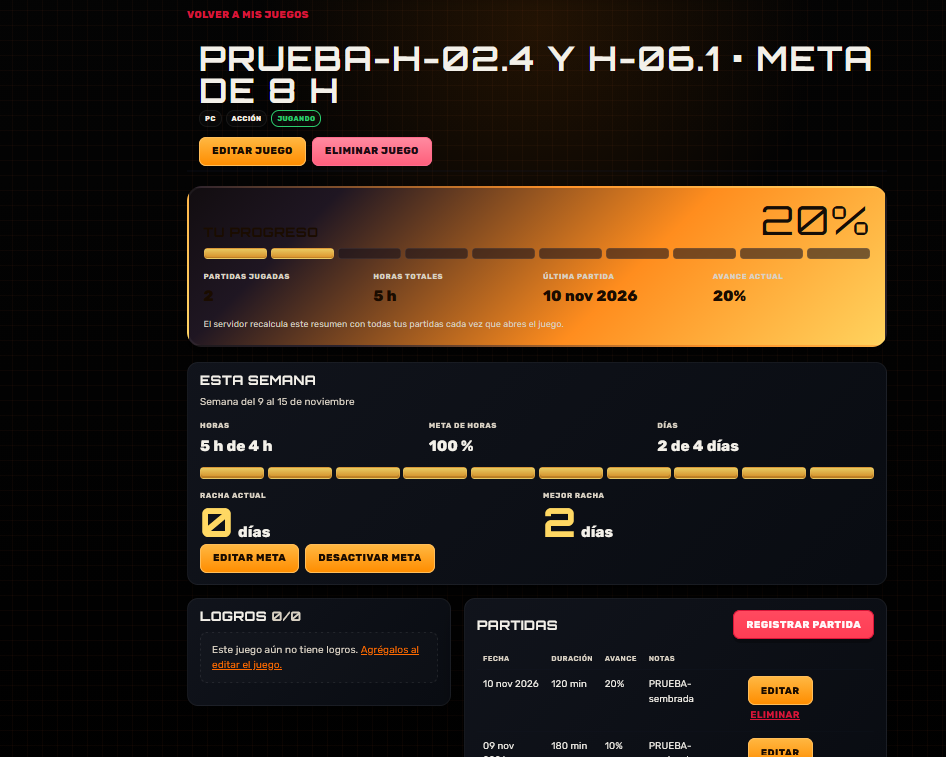 VOLVER A MIS JUEGOS
PRUEBA-H-02.4 Y H-06.1 · META
DE 8 H
PC ACCIÓN JUGANDO
EDITAR JUEGO ELIMINAR JUEGO
TU PROGRESO 20%
PARTIDAS JUGADAS HORAS TOTALES ÚLTIMA PARTIDA AVANCE ACTUAL
2 5 h 10 nov 2026 20%
El servidor recalcula este resumen con todas tus partidas cada vez que abres el juego.
ESTA SEMANA
Semana del 9 al 15 de noviembre
HORAS META DE HORAS DÍAS
5 h de 4 h 100 % 2 de 4 días
RACHA ACTUAL MEJOR RACHA
0 días 2 días
EDITAR META DESACTIVAR META
LOGROS 0/0
Este juego aún no tiene logros. Agrégalos al
editar el juego.
PARTIDAS REGISTRAR PARTIDA
FECHA DURACIÓN AVANCE NOTAS
10 nov 2026 120 min 20% PRUEBA-
sembrada
EDITAR
ELIMINAR
09 nov 180 min 10% PRUEBA-
EDITAR